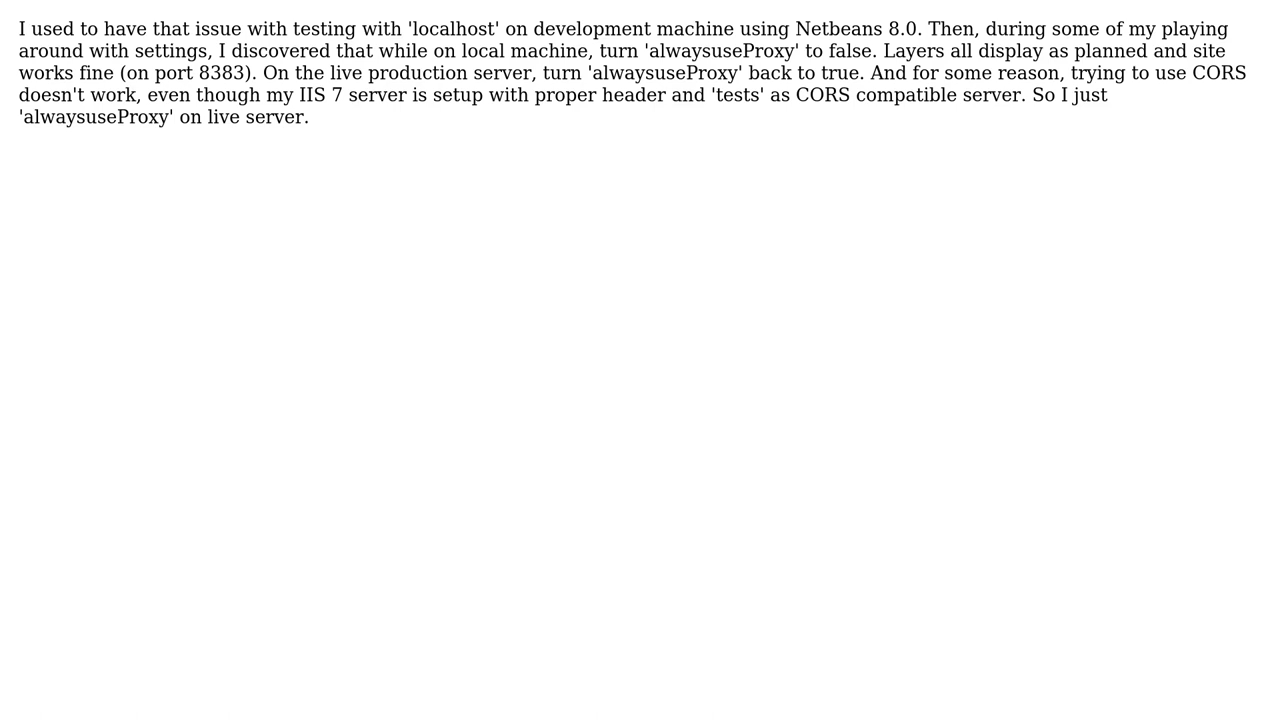 I used to have that issue with testing with 'localhost' on development machine using Netbeans 8.0. Then, during some of my playing
around with settings, I discovered that while on local machine, turn 'alwaysuseProxy' to false. Layers all display as planned and site
works fine (on port 8383). On the live production server, turn 'alwaysuseProxy' back to true. And for some reason, trying to use CORS
doesn't work, even though my IIS 7 server is setup with proper header and 'tests' as CORS compatible server. So I just
'alwaysuseProxy' on live server.